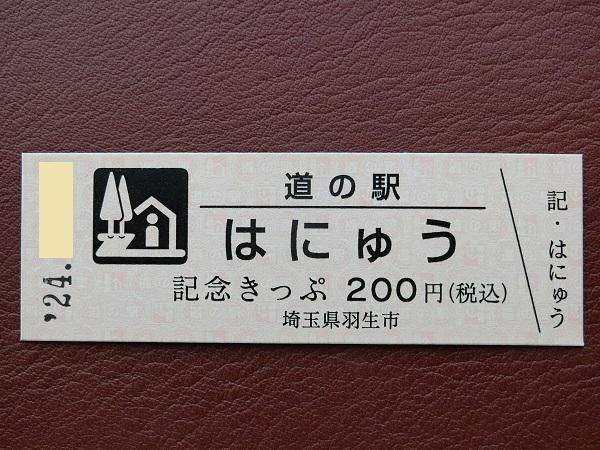 '24.
道の駅
はにゅう
記念きっぷ 200円(税込)
埼玉県羽生市
記・はにゅう